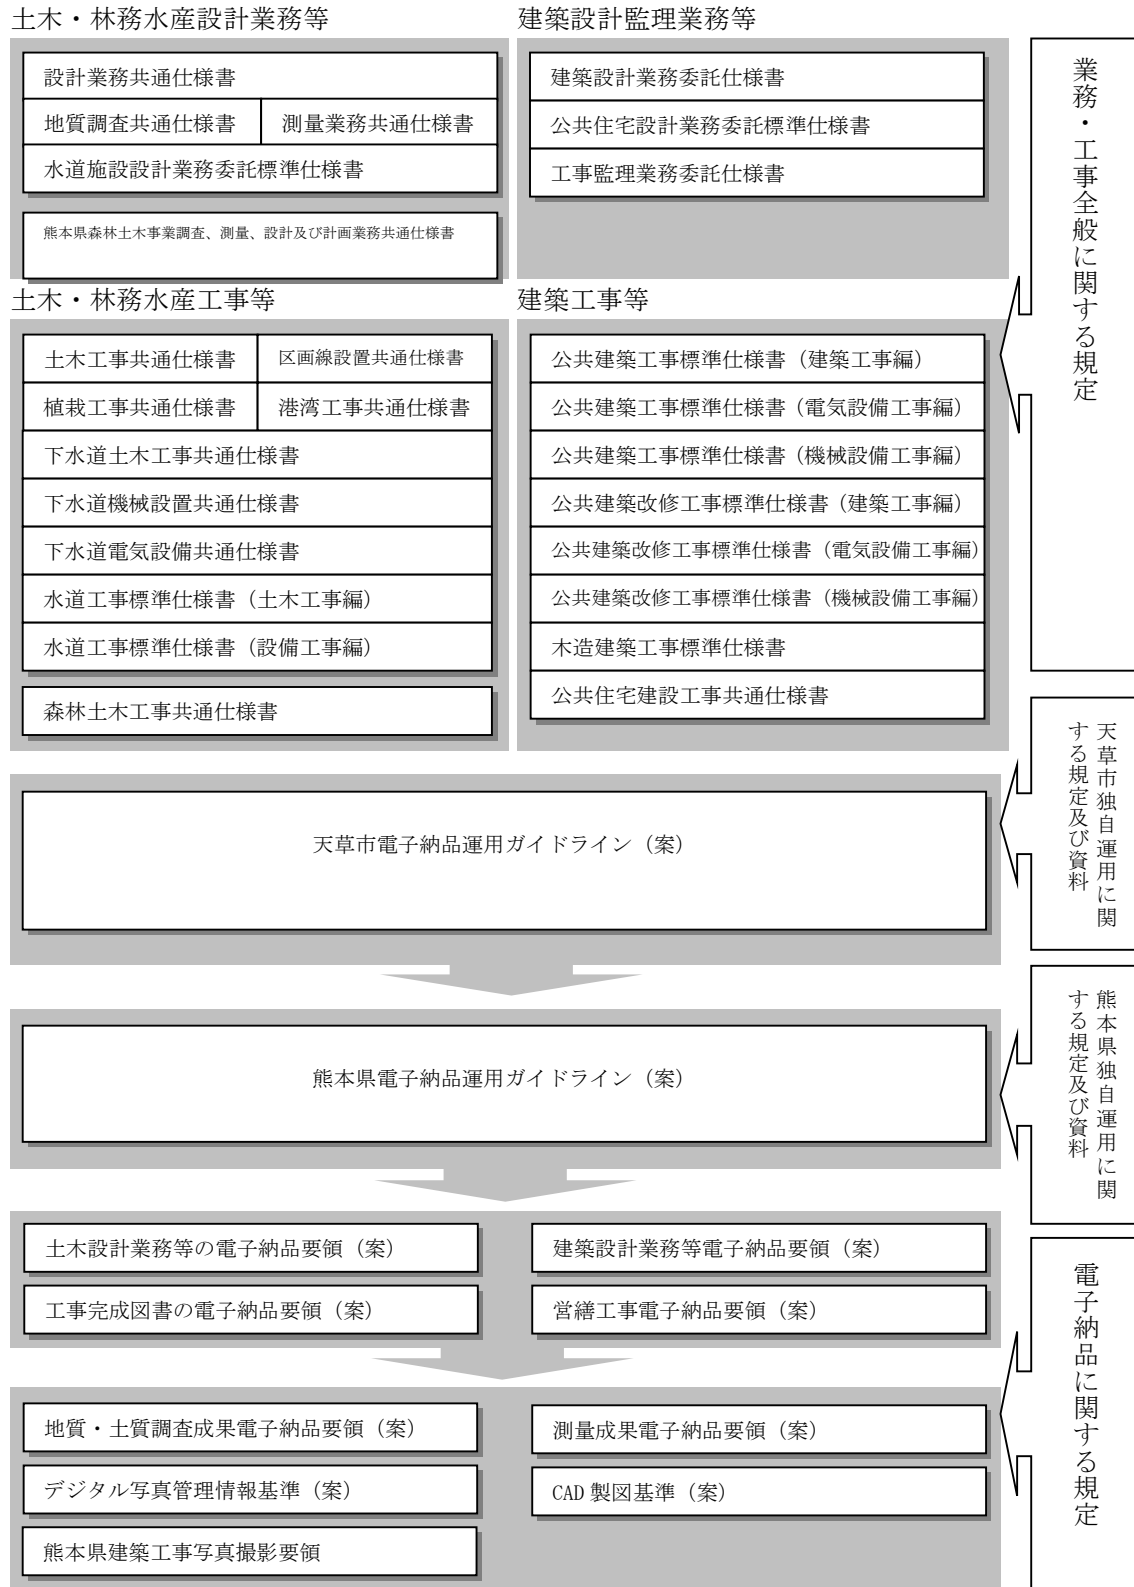 土木・林務水産設計業務等
設計業務共通仕様書
地質調査共通仕様書
測量業務共通仕様書
水道施設設計業務委託標準仕様書
熊本県森林土木事業調査、測量、設計及び計画業務共通仕様書
建築設計監理業務等
建築設計業務委託仕様書
公共住宅設計業務委託標準仕様書
工事監理業務委託仕様書
土木・林務水産工事等
土木工事共通仕様書
区画線設置共通仕様書
植栽工事共通仕様書
港湾工事共通仕様書
下水道土木工事共通仕様書
下水道機械設置共通仕様書
下水道電気設備共通仕様書
水道工事標準仕様書（土木工事編）
水道工事標準仕様書（設備工事編）
森林土木工事共通仕様書
建築工事等
公共建築工事標準仕様書（建築工事編）
公共建築工事標準仕様書（電気設備工事編）
公共建築工事標準仕様書（機械設備工事編）
公共建築改修工事標準仕様書（建築工事編）
公共建築改修工事標準仕様書（電気設備工事編）
公共建築改修工事標準仕様書（機械設備工事編）
木造建築工事標準仕様書
公共住宅建設工事共通仕様書
業務・工事全般に関する規定
天草市電子納品運用ガイドライン（案）
天草市独自運用に関
する規定及び資料
熊本県電子納品運用ガイドライン（案）
熊本県独自運用に関
する規定及び資料
土木設計業務等の電子納品要領（案）
建築設計業務等電子納品要領（案）
工事完成図書の電子納品要領（案）
営繕工事電子納品要領（案）
地質・土質調査成果電子納品要領（案）
測量成果電子納品要領（案）
デジタル写真管理情報基準（案）
CAD 製図基準（案）
熊本県建築工事写真撮影要領
電子納品に関する規定